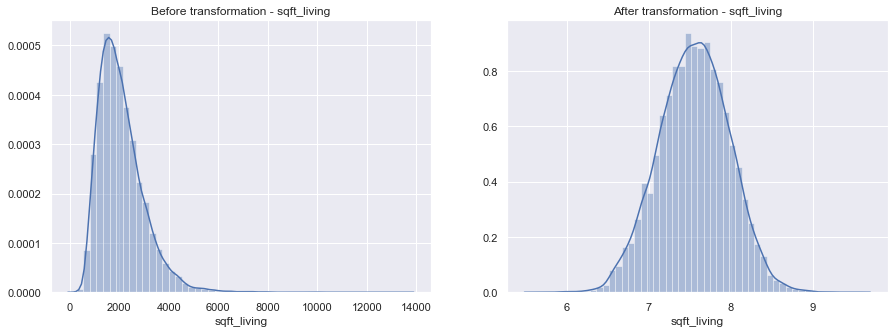 Before transformation - sqft_living
0.0005
0.0004
0.0003
0.0002
0.0001
0.0000
0 2000 4000 6000 8000 10000 12000 14000
sqft_living
After transformation - sqft_living
0.8
0.6
0.4
0.2
0.0
6 7 8 9
sqft_living